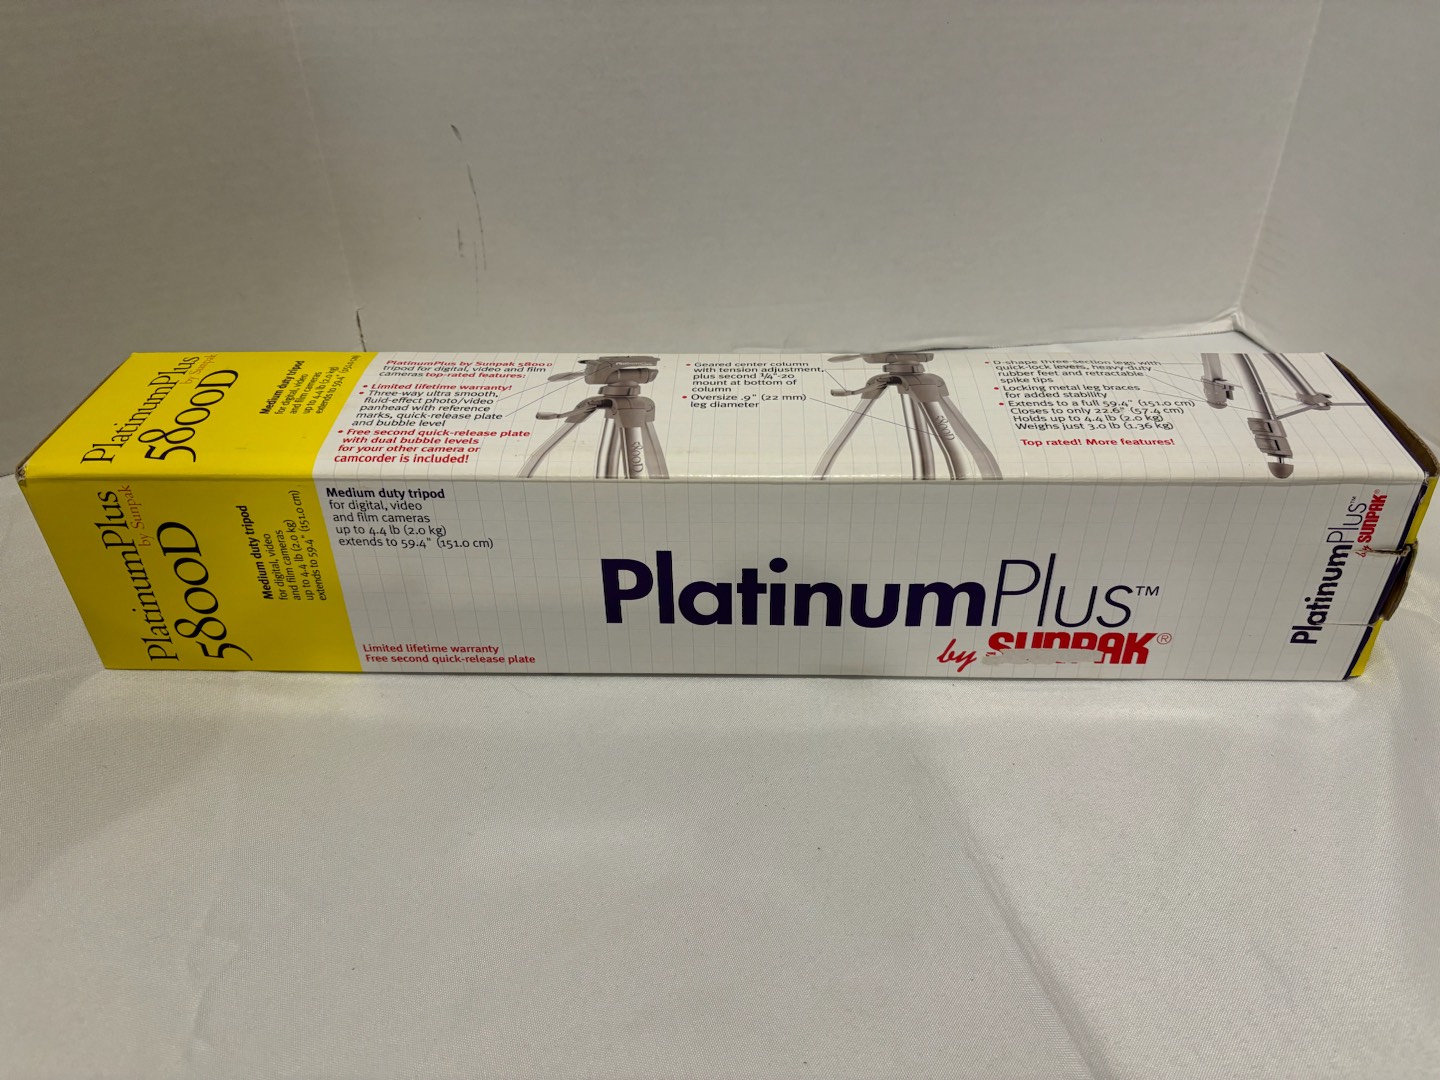 PlatinumPlus
by Sunpak
5800D
Medium duty tripod
for digital, video
and film cameras
up to 4.4 lb (2.0 kg)
extends to 59.4" (151.0 cm)
PlatinumPlus by Sunpak 5800D
tripod for digital, video and film
cameras top-rated features:
• Limited lifetime warranty!
• Three-way ultra smooth,
fluid-effect photo/video
panhead with reference
marks, quick-release plate
and bubble level
• Free second quick-release plate
with dual bubble levels
for your other camera or
camcorder is included!
5800D
• Geared center column
with tension adjustment,
plus second ¼"-20
mount at bottom of
column
• Oversize .9" (22 mm)
leg diameter
5800D
• D-shape three-section legs with
quick-lock levers, heavy-duty
rubber feet and retractable
spike tips
• Locking metal leg braces
for added stability
• Extends to a full 59.4" (151.0 cm)
Closes to only 22.6" (57.4 cm)
Holds up to 4.4 lb (2.0 kg)
Weighs just 3.0 lb (1.36 kg)
Top rated! More features!
PlatinumPlus
by Sunpak
5800D
Medium duty tripod
for digital, video
and film cameras
up to 4.4 lb (2.0 kg)
extends to 59.4" (151.0 cm)
Medium duty tripod
for digital, video
and film cameras
up to 4.4 lb (2.0 kg)
extends to 59.4" (151.0 cm)
PlatinumPlus™
by SUNPAK®
Limited lifetime warranty
Free second quick-release plate
PlatinumPlus™
by SUNPAK®